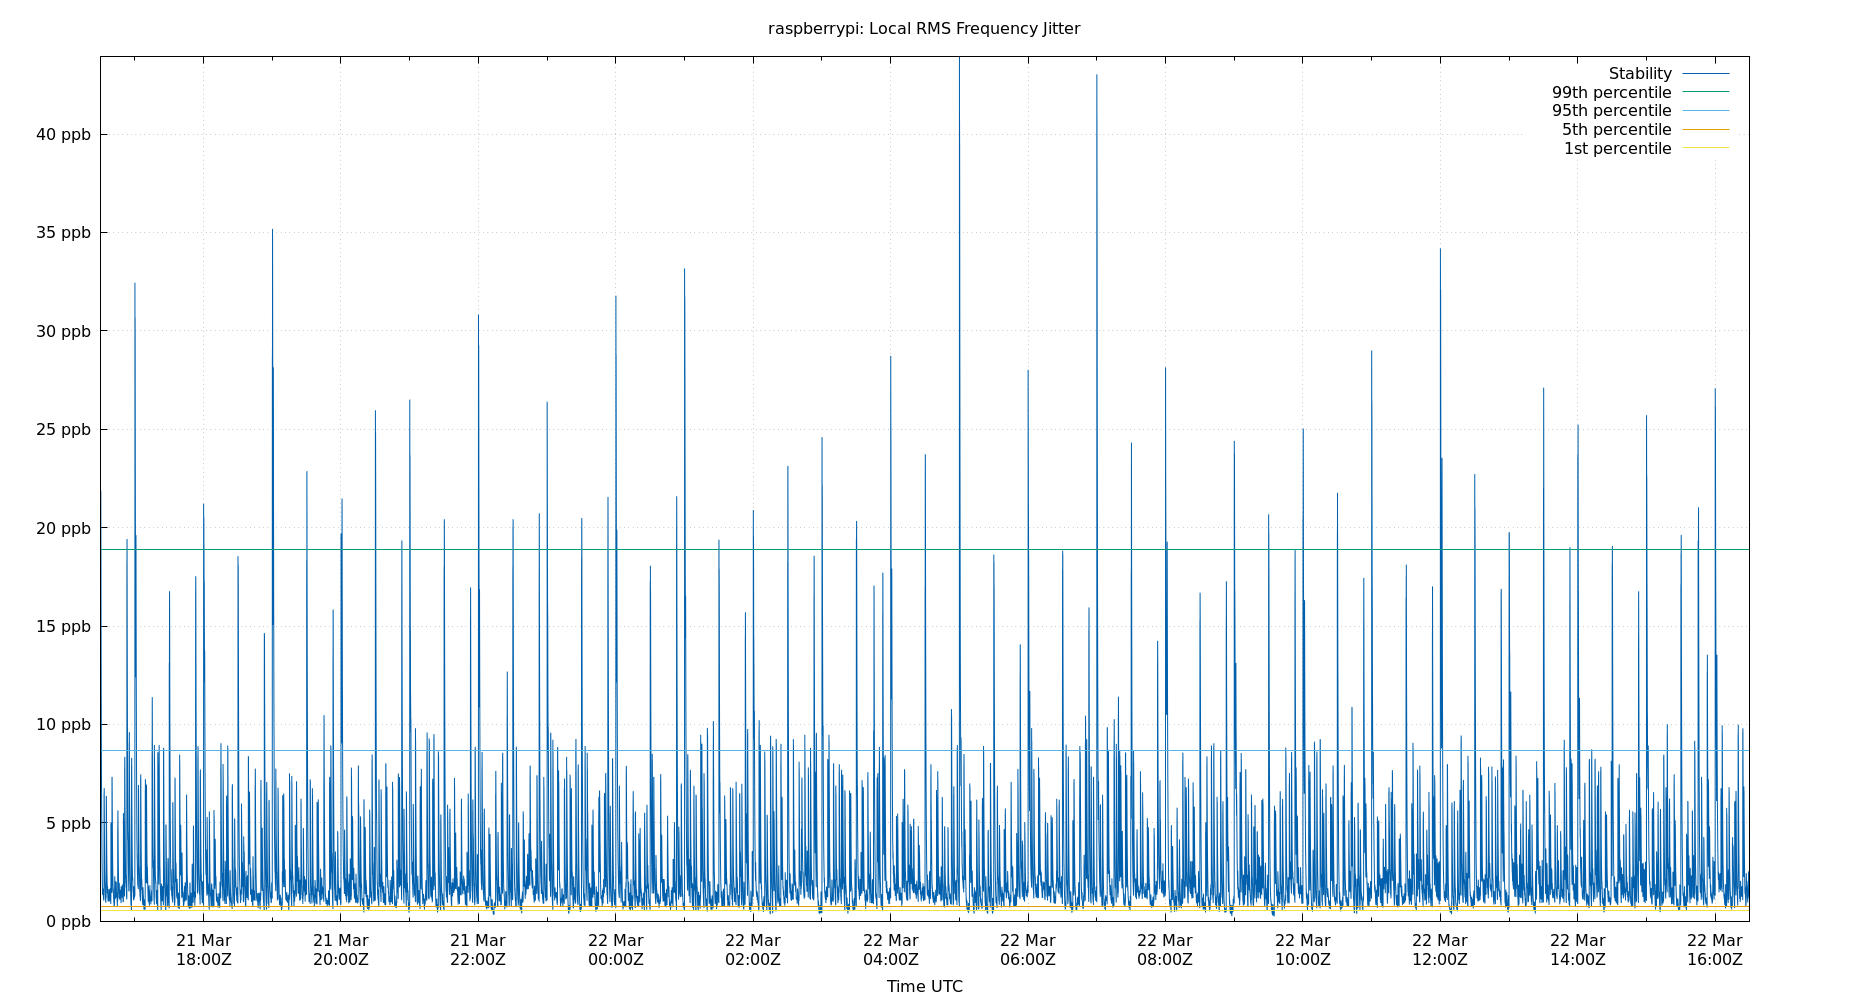 raspberrypi: Local RMS Frequency Jitter
Stability
99th percentile
95th percentile
5th percentile
1st percentile
40 ppb
35 ppb
30 ppb
25 ppb
20 ppb
15 ppb
10 ppb
5 ppb
0 ppb
21 Mar 21 Mar 21 Mar 22 Mar 22 Mar 22 Mar 22 Mar 22 Mar 22 Mar 22 Mar 22 Mar 22 Mar
18:00Z 20:00Z 22:00Z 00:00Z 02:00Z 04:00Z 06:00Z 08:00Z 10:00Z 12:00Z 14:00Z 16:00Z
Time UTC